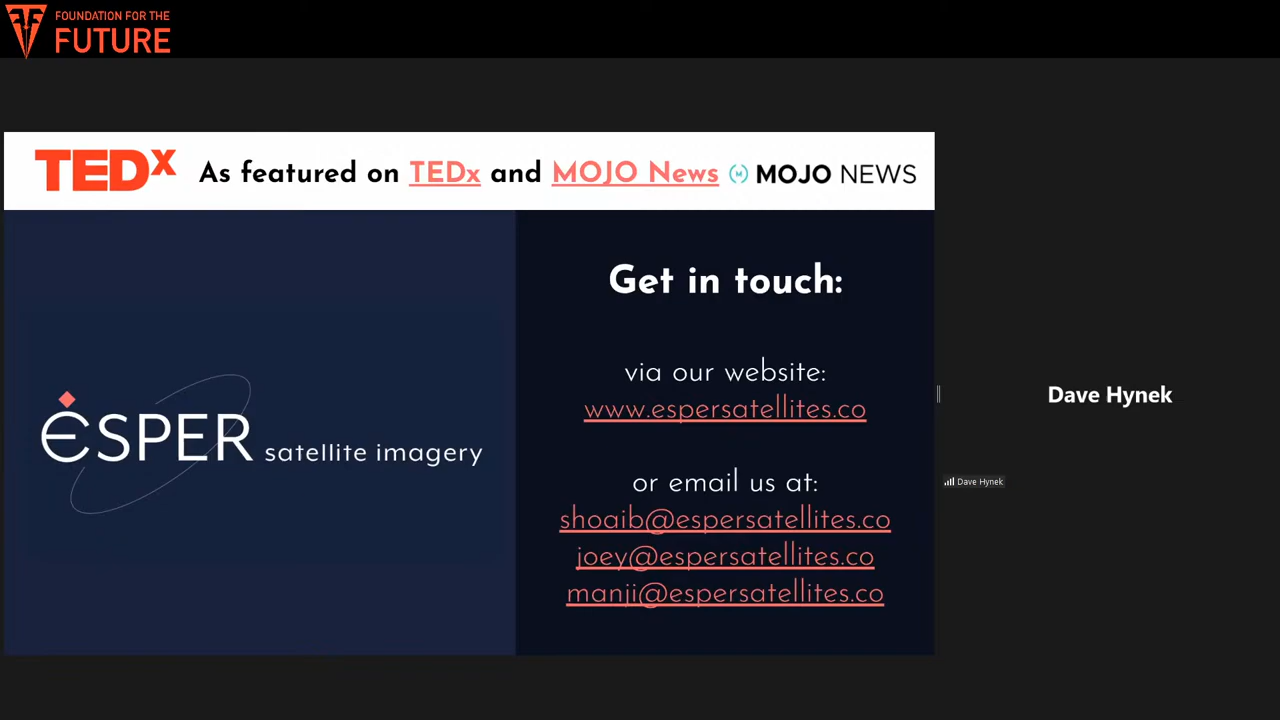 FOUNDATION FOR THE
FUTURE
TEDx As featured on TEDx and MOJO News MOJO NEWS
Get in touch:
via our website:
www.espersatellites.co
ESPER satellite imagery
or email us at:
shoaib@espersatellites.co
joey@espersatellites.co
manji@espersatellites.co
Dave Hynek
Dave Hynek